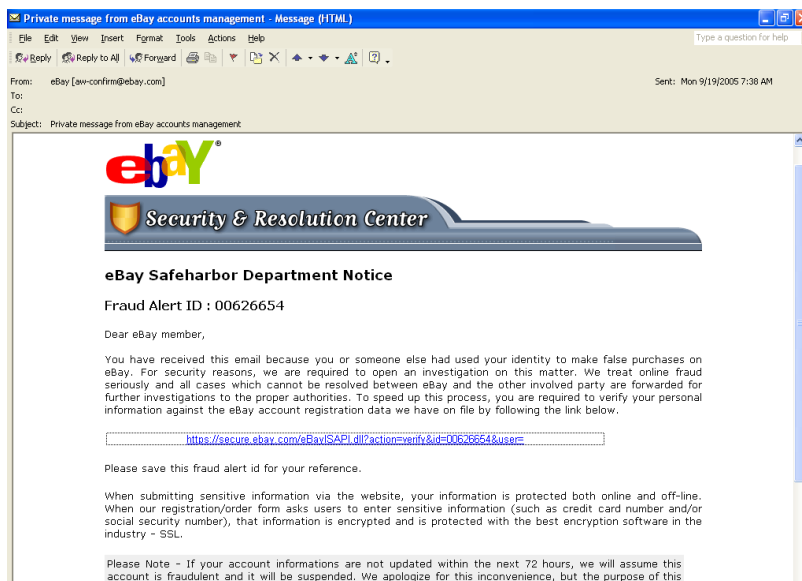 Private message from eBay accounts management - Message (HTML)
File Edit View Insert Format Tools Actions Help
Type a question for help
Reply Reply to All Forward
From: eBay [aw-confirm@ebay.com]
Sent: Mon 9/19/2005 7:38 AM
To:
Cc:
Subject: Private message from eBay accounts management
ebaY®
Security & Resolution Center
eBay Safeharbor Department Notice
Fraud Alert ID : 00626654
Dear eBay member,
You have received this email because you or someone else had used your identity to make false purchases on
eBay. For security reasons, we are required to open an investigation on this matter. We treat online fraud
seriously and all cases which cannot be resolved between eBay and the other involved party are forwarded for
further investigations to the proper authorities. To speed up this process, you are required to verify your personal
information against the eBay account registration data we have on file by following the link below.
https://secure.ebay.com/eBayISAPI.dll?action=verify&id=00626654&user=
Please save this fraud alert id for your reference.
When submitting sensitive information via the website, your information is protected both online and off-line.
When our registration/order form asks users to enter sensitive information (such as credit card number and/or
social security number), that information is encrypted and is protected with the best encryption software in the
industry - SSL.
Please Note - If your account informations are not updated within the next 72 hours, we will assume this
account is fraudulent and it will be suspended. We apologize for this inconvenience, but the purpose of this